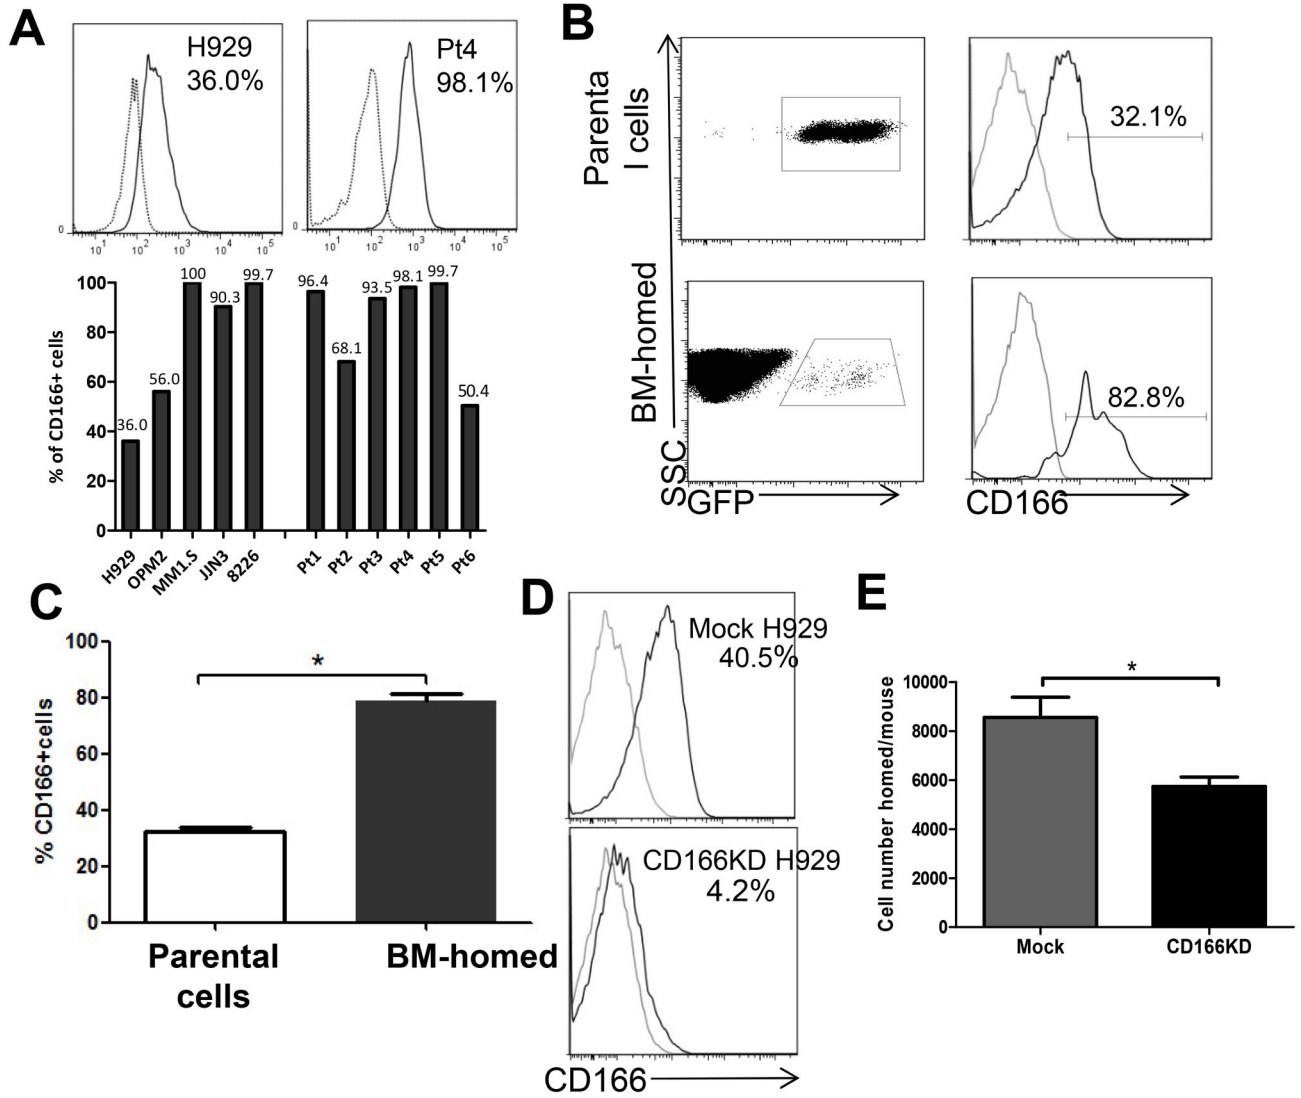 A
H929
36.0%
0
10¹ 10² 10³ 10⁴ 10⁵
Pt4
98.1%
0
10¹ 10² 10³ 10⁴ 10⁵
% of CD166+ cells
100
80
60
40
20
0
36.0
56.0
100
90.3
99.7
96.4
68.1
93.5
98.1
99.7
50.4
H929
OPM2
MM1.S
JJN3
8226
Pt1
Pt2
Pt3
Pt4
Pt5
Pt6
B
Parenta
l cells
BM-homed
SSC
GFP
32.1%
82.8%
CD166
C
% CD166+cells
100
80
60
40
20
0
*
Parental
cells
BM-homed
D
Mock H929
40.5%
CD166KD H929
4.2%
CD166
E
Cell number homed/mouse
10000
8000
6000
4000
2000
0
*
Mock
CD166KD